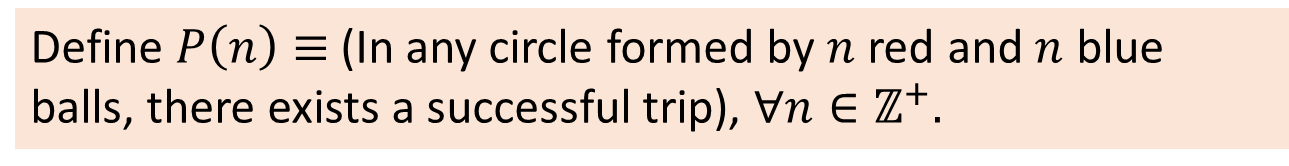 Define 𝑃(𝑛) ≡ (In any circle formed by 𝑛 red and 𝑛 blue
balls, there exists a successful trip), ∀𝑛 ∈ ℤ⁺.